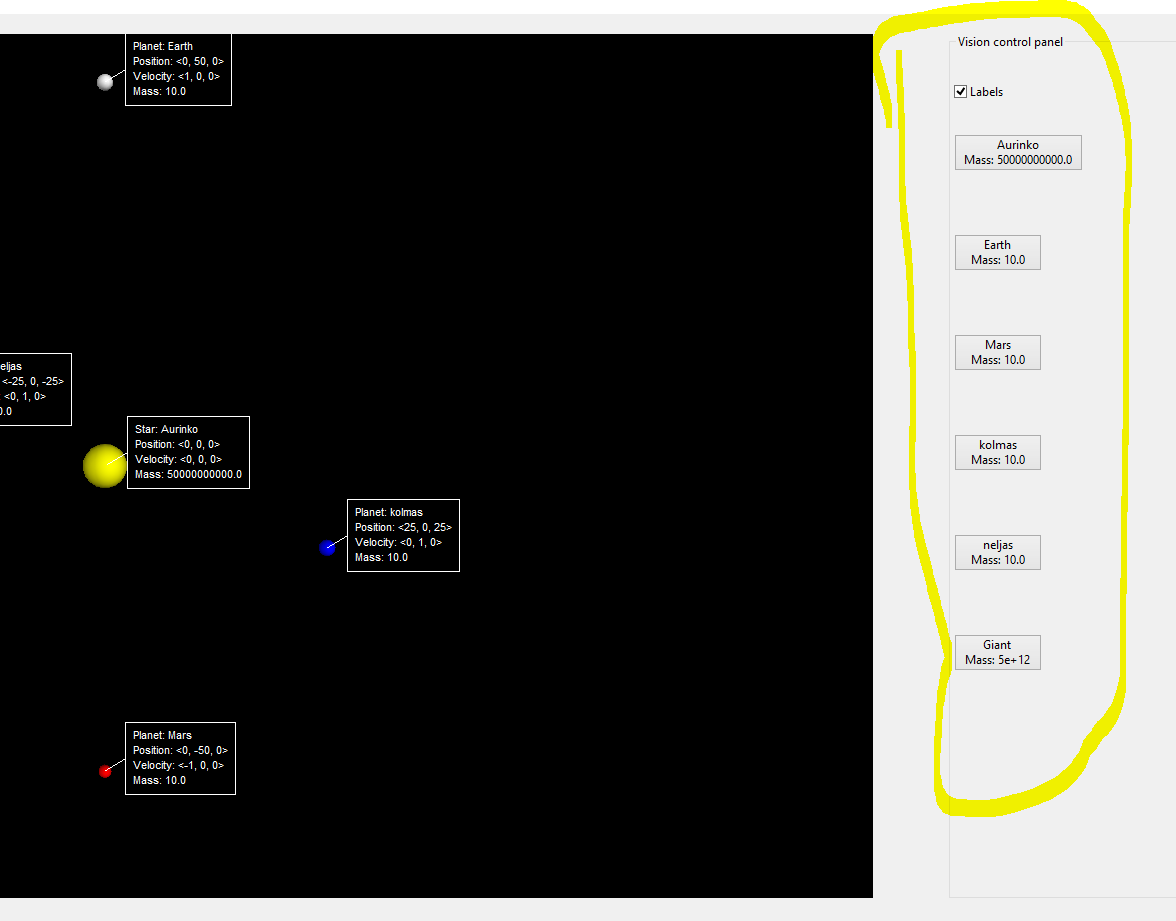 Planet: Earth
Position: <0, 50, 0>
Velocity: <1, 0, 0>
Mass: 10.0
eljas
<-25, 0, -25>
<0, 1, 0>
0.0
Star: Aurinko
Position: <0, 0, 0>
Velocity: <0, 0, 0>
Mass: 50000000000.0
Planet: kolmas
Position: <25, 0, 25>
Velocity: <0, 1, 0>
Mass: 10.0
Planet: Mars
Position: <0, -50, 0>
Velocity: <-1, 0, 0>
Mass: 10.0
Vision control panel
Labels
Aurinko
Mass: 50000000000.0
Earth
Mass: 10.0
Mars
Mass: 10.0
kolmas
Mass: 10.0
neljas
Mass: 10.0
Giant
Mass: 5e+12